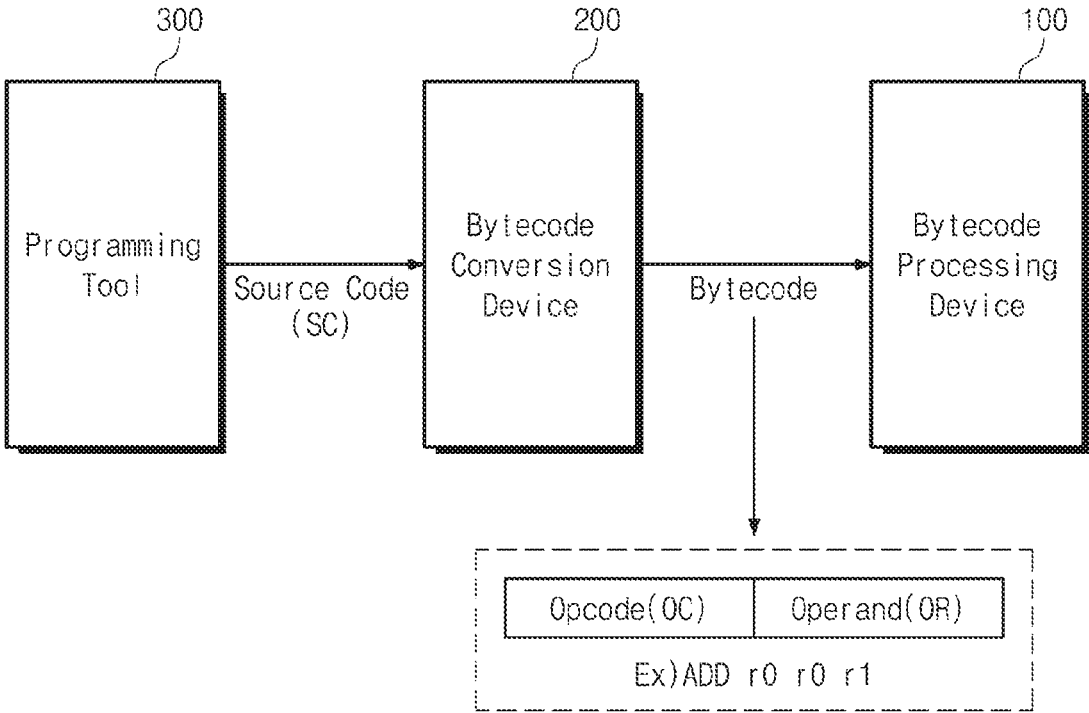 300
200
100
Programming
Tool
Source Code
(SC)
Bytecode
Conversion
Device
Bytecode
Bytecode
Processing
Device
Opcode(OC)
Operand(OR)
Ex)ADD r0 r0 r1